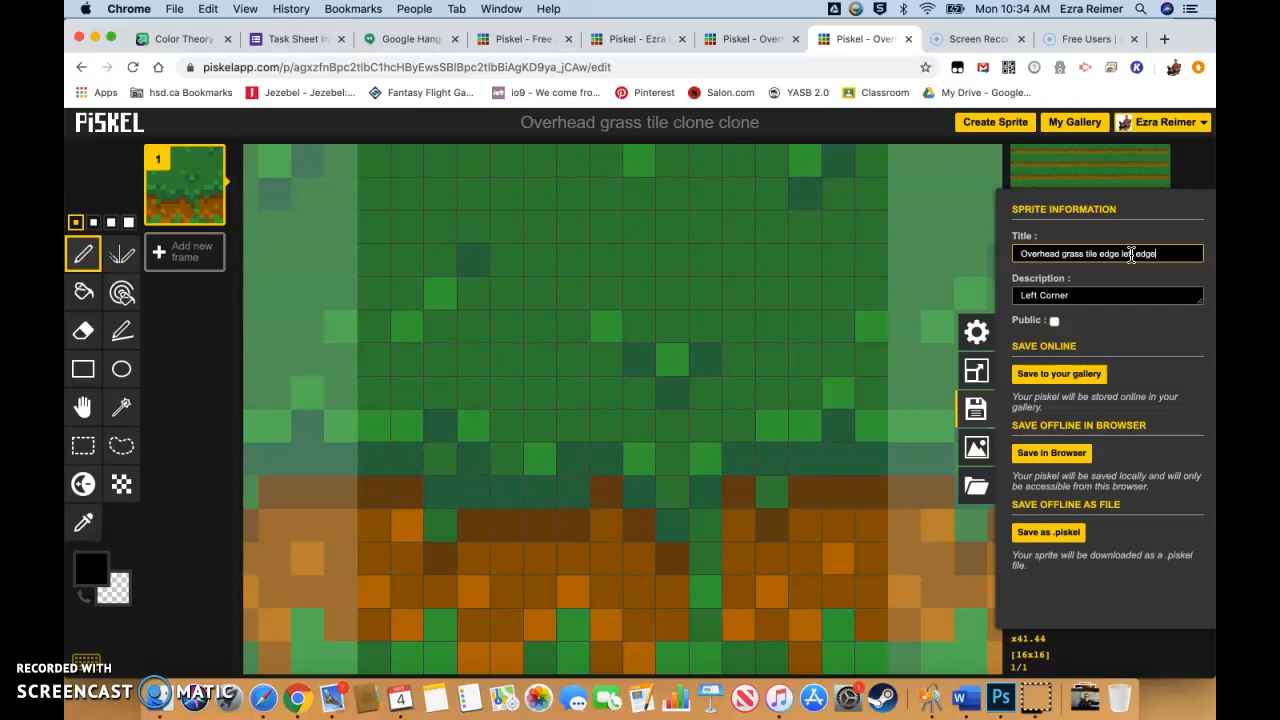 Chrome File Edit View History Bookmarks People Tab Window Help Mon 10:34 AM Ezra Reimer
Color Theory Task Sheet In Google Hang Piskel - Free Piskel - Ezra Piskel - Over Piskel - Over Screen Reco Free Users | S
piskelapp.com/p/agxzfnBpc2tlbC1hcHByEwsSBlBpc2tlbBiAgKD9ya_jCAw/edit
Apps hsd.ca Bookmarks Jezebel - Jezebel:... Fantasy Flight Ga... io9 - We come fro... Pinterest Salon.com YASB 2.0 Classroom My Drive - Google...
PiSKEL Overhead grass tile clone clone Create Sprite My Gallery Ezra Reimer
1
Add new
frame
SPRITE INFORMATION
Title :
Overhead grass tile edge left edge
Description :
Left Corner
Public :
SAVE ONLINE
Save to your gallery
Your piskel will be stored online in your
gallery.
SAVE OFFLINE IN BROWSER
Save in Browser
Your piskel will be saved locally and will only
be accessible from this browser.
SAVE OFFLINE AS FILE
Save as .piskel
Your sprite will be downloaded as a .piskel
file.
x41.44
[16x16]
1/1
RECORDED WITH
SCREENCAST MATIC